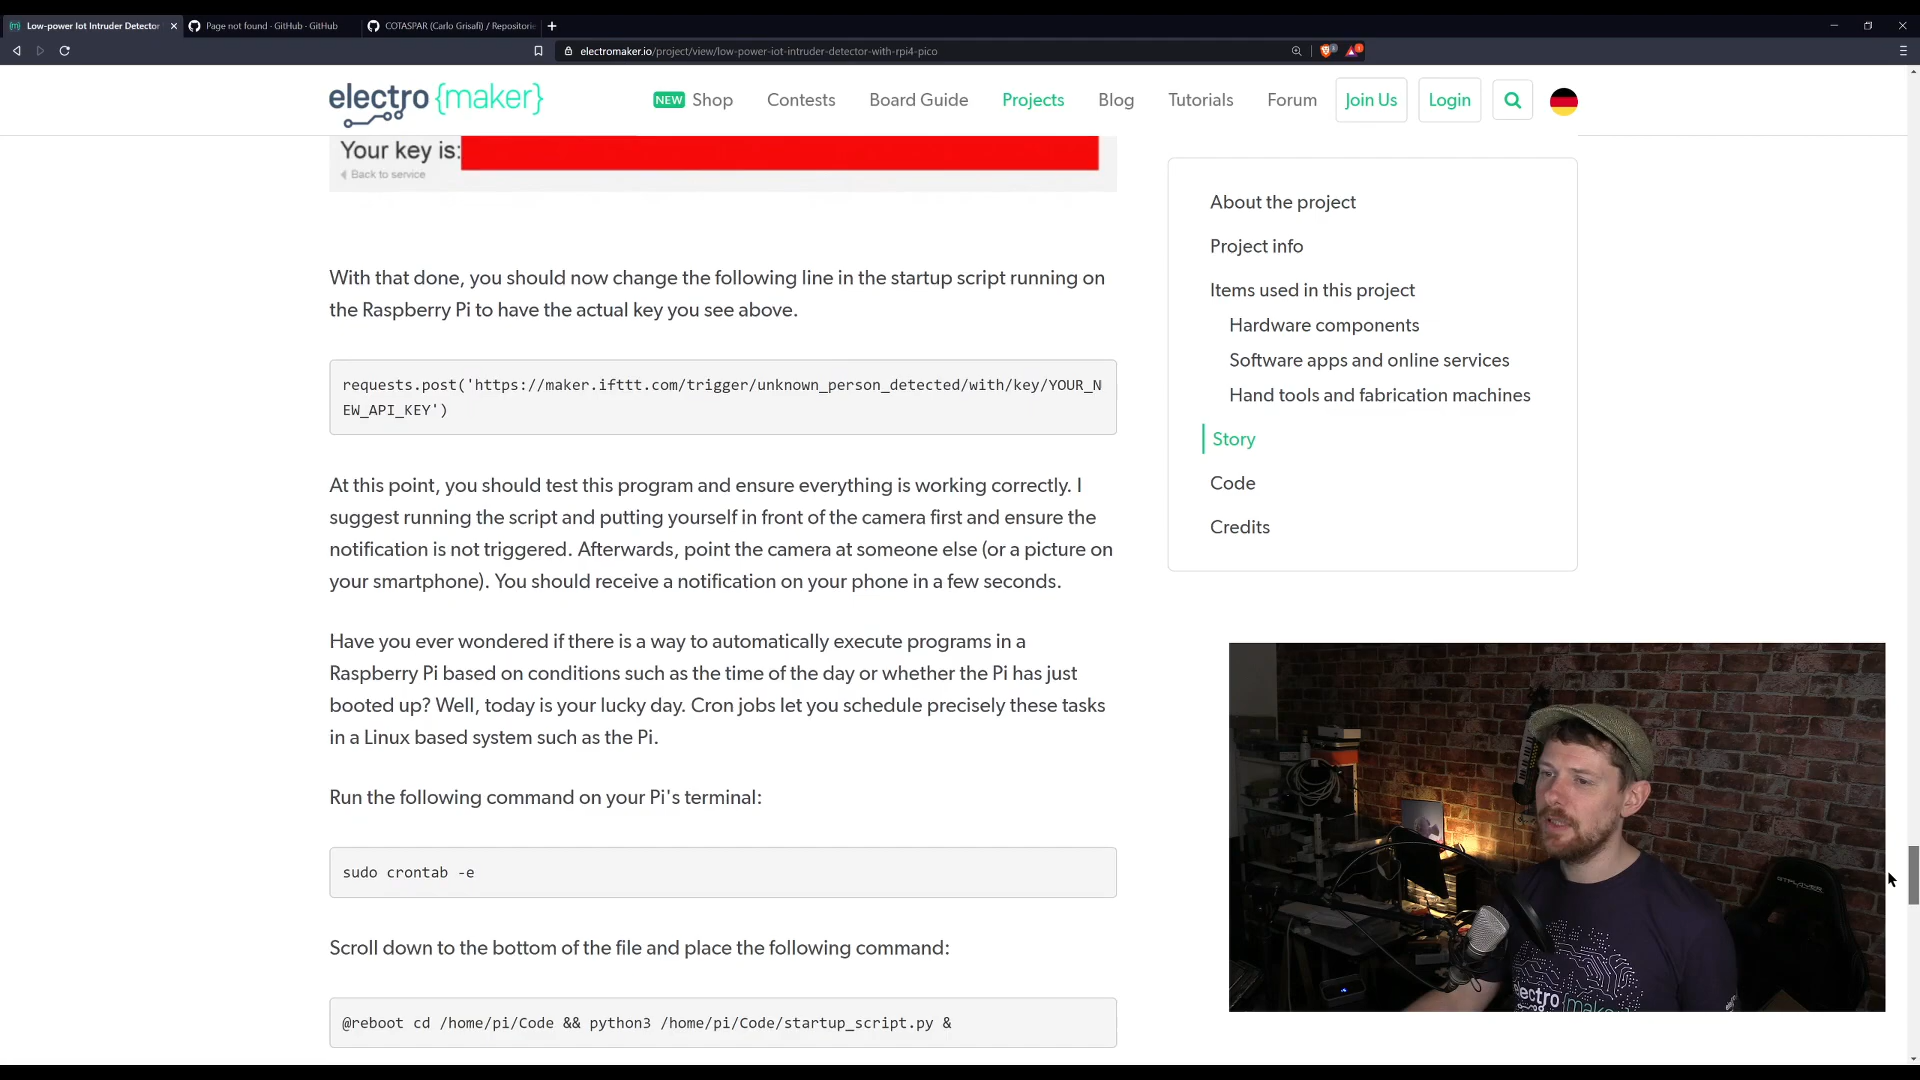 Low-power Iot Intruder Detector
Page not found · GitHub · GitHub
COTASPAR (Carlo Grisafi) / Repositorie
electromaker.io/project/view/low-power-iot-intruder-detector-with-rpi4-pico
electro {maker}
NEW Shop
Contests
Board Guide
Projects
Blog
Tutorials
Forum
Join Us
Login
Your key is:
Back to service
With that done, you should now change the following line in the startup script running on
the Raspberry Pi to have the actual key you see above.
requests.post('https://maker.ifttt.com/trigger/unknown_person_detected/with/key/YOUR_N
EW_API_KEY')
At this point, you should test this program and ensure everything is working correctly. I
suggest running the script and putting yourself in front of the camera first and ensure the
notification is not triggered. Afterwards, point the camera at someone else (or a picture on
your smartphone). You should receive a notification on your phone in a few seconds.
Have you ever wondered if there is a way to automatically execute programs in a
Raspberry Pi based on conditions such as the time of the day or whether the Pi has just
booted up? Well, today is your lucky day. Cron jobs let you schedule precisely these tasks
in a Linux based system such as the Pi.
Run the following command on your Pi's terminal:
sudo crontab -e
Scroll down to the bottom of the file and place the following command:
@reboot cd /home/pi/Code && python3 /home/pi/Code/startup_script.py &
About the project
Project info
Items used in this project
Hardware components
Software apps and online services
Hand tools and fabrication machines
Story
Code
Credits
GTPLAYER
electro {maker